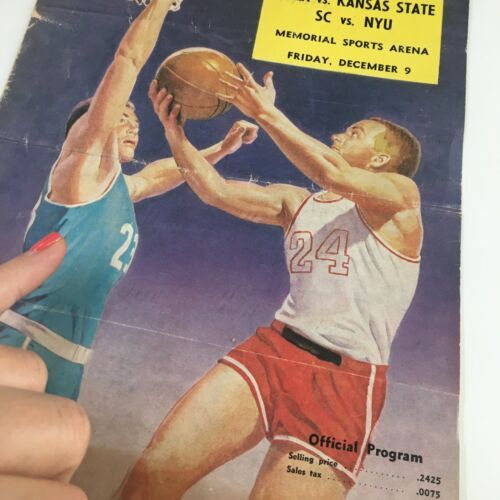 vs. KANSAS STATE
SC vs. NYU
MEMORIAL SPORTS ARENA
FRIDAY, DECEMBER 9
23
24
Official Program
Selling price ............ .2425
Sales tax ............ .0075